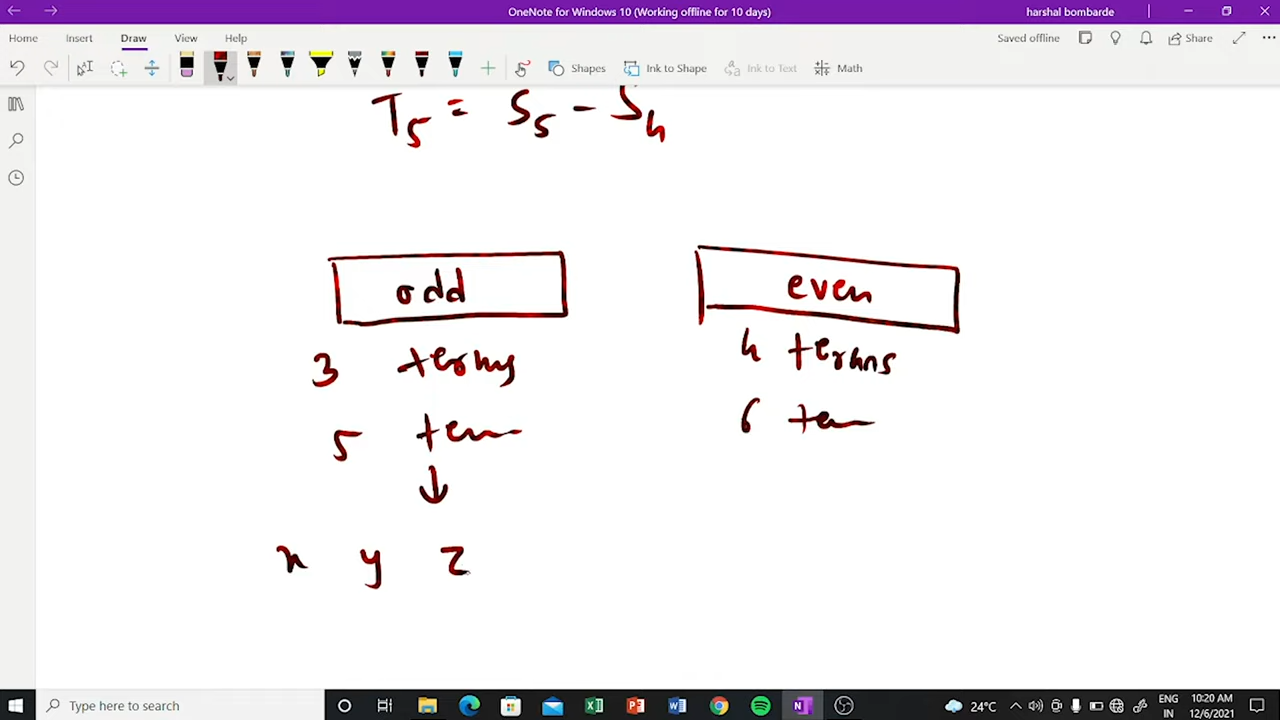 OneNote for Windows 10 (Working offline for 10 days)
harshal bombarde
Home Insert Draw View Help
Saved offline
Share
Shapes
Ink to Shape
Ink to Text
Math
T5 = S5 - S4
odd
even
3 terms
4 terms
5 term
6 term
x y z
Type here to search
24°C
ENG
IN
10:20 AM
12/6/2021